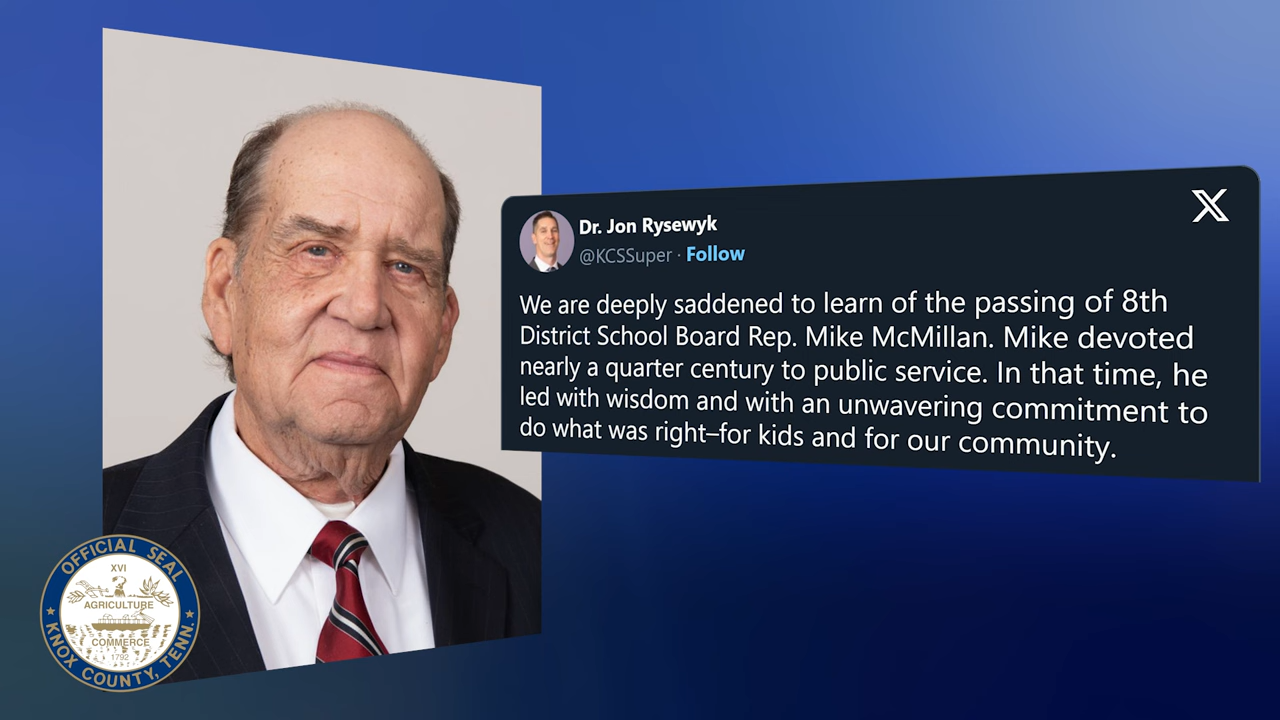 X
Dr. Jon Rysewyk
@KCSSuper · Follow
We are deeply saddened to learn of the passing of 8th
District School Board Rep. Mike McMillan. Mike devoted
nearly a quarter century to public service. In that time, he
led with wisdom and with an unwavering commitment to
do what was right–for kids and for our community.
OFFICIAL SEAL
XVI
AGRICULTURE
COMMERCE
1792
KNOX COUNTY, TENN.